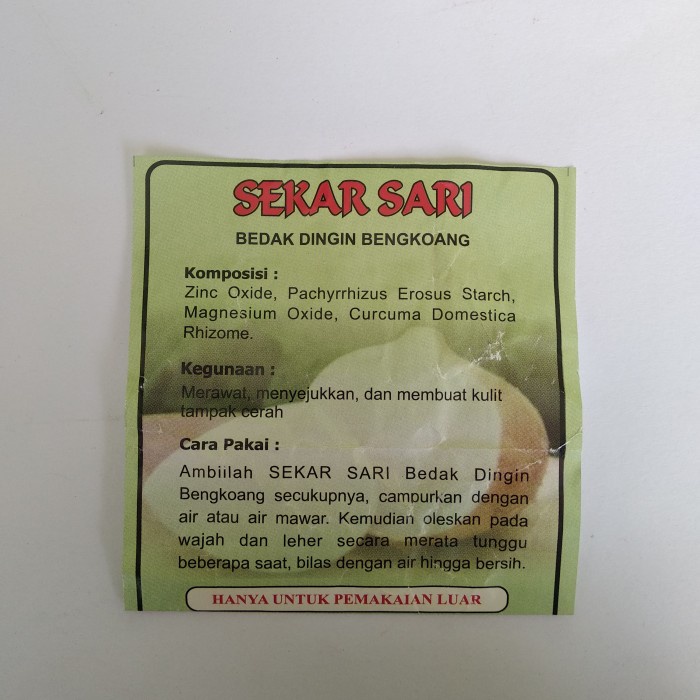 SEKAR SARI
BEDAK DINGIN BENGKOANG
Komposisi :
Zinc Oxide, Pachyrrhizus Erosus Starch,
Magnesium Oxide, Curcuma Domestica
Rhizome.
Kegunaan :
Merawat, menyejukkan, dan membuat kulit
tampak cerah
Cara Pakai :
Ambiilah SEKAR SARI Bedak Dingin
Bengkoang secukupnya, campurkan dengan
air atau air mawar. Kemudian oleskan pada
wajah dan leher secara merata tunggu
beberapa saat, bilas dengan air hingga bersih.
HANYA UNTUK PEMAKAIAN LUAR